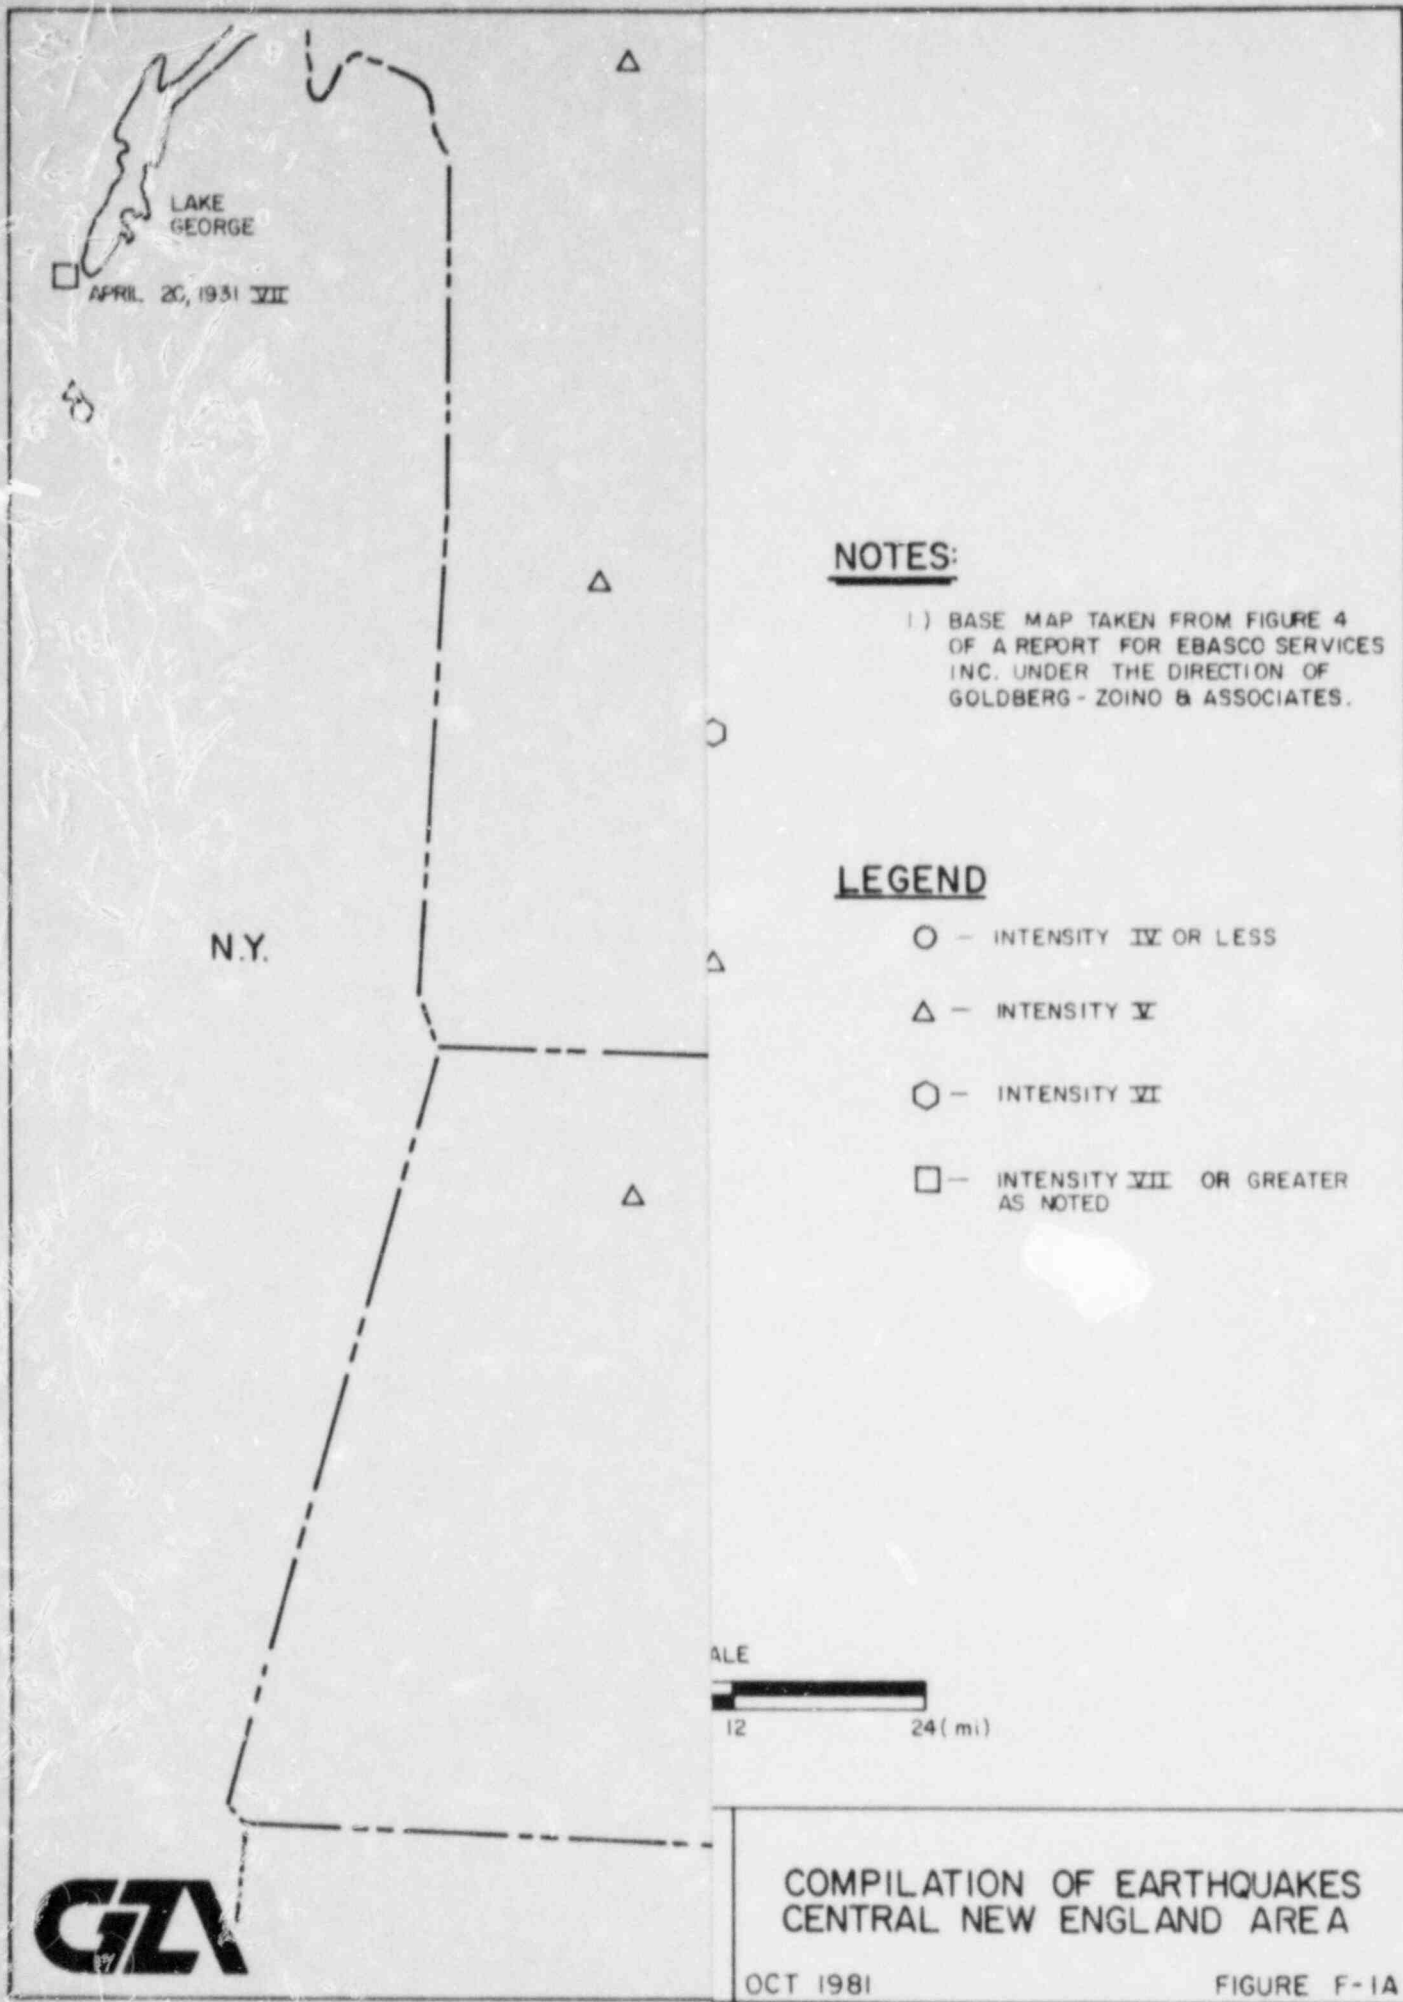 LAKE
GEORGE
APRIL 20, 1931 VII
N.Y.
NOTES:
1) BASE MAP TAKEN FROM FIGURE 4
OF A REPORT FOR EBASCO SERVICES
INC. UNDER THE DIRECTION OF
GOLDBERG - ZOINO & ASSOCIATES.
LEGEND
— INTENSITY IV OR LESS
— INTENSITY V
— INTENSITY VI
— INTENSITY VII OR GREATER
AS NOTED
ALE
12 24 (mi)
GZA
COMPILATION OF EARTHQUAKES
CENTRAL NEW ENGLAND AREA
OCT 1981 FIGURE F-1A